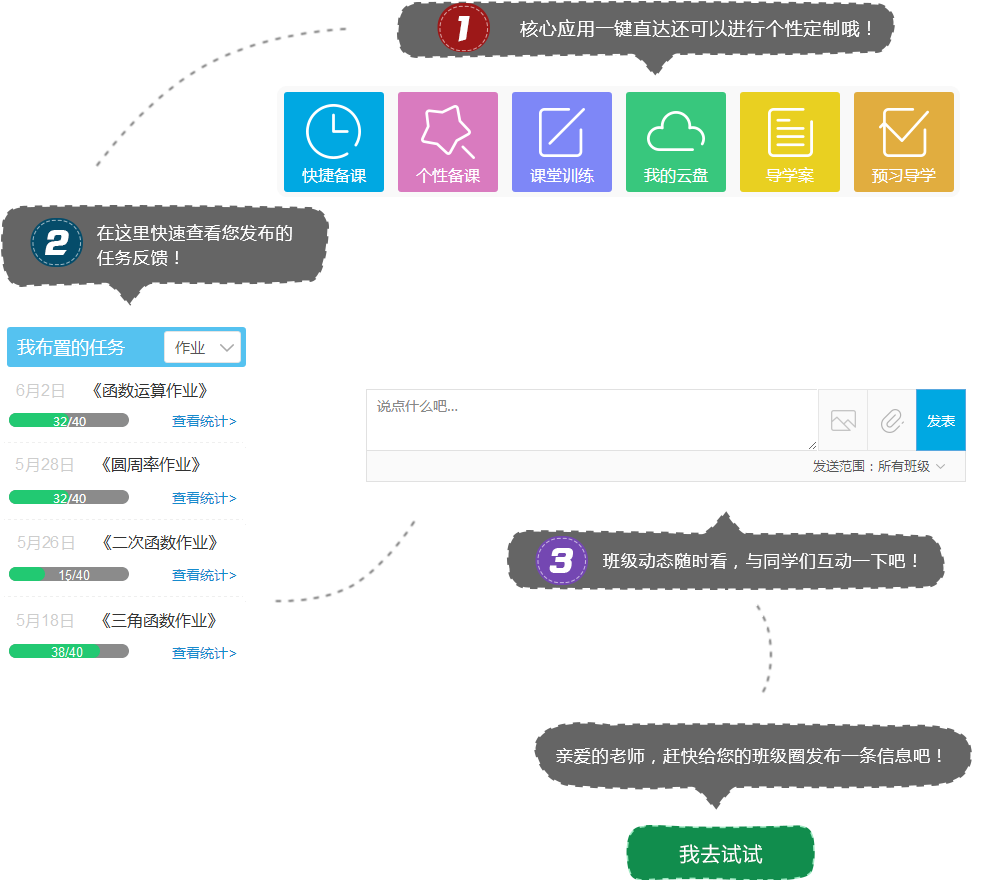 1 核心应用一键直达还可以进行个性定制哦！
快捷备课 个性备课 课堂训练 我的云盘 导学案 预习导学
2 在这里快速查看您发布的
任务反馈！
我布置的任务 作业
6月2日 《函数运算作业》
32/40 查看统计>
5月28日 《圆周率作业》
32/40 查看统计>
5月26日 《二次函数作业》
15/40 查看统计>
5月18日 《三角函数作业》
38/40 查看统计>
说点什么吧...
发表
发送范围：所有班级
3 班级动态随时看，与同学们互动一下吧！
亲爱的老师，赶快给您的班级圈发布一条信息吧！
我去试试